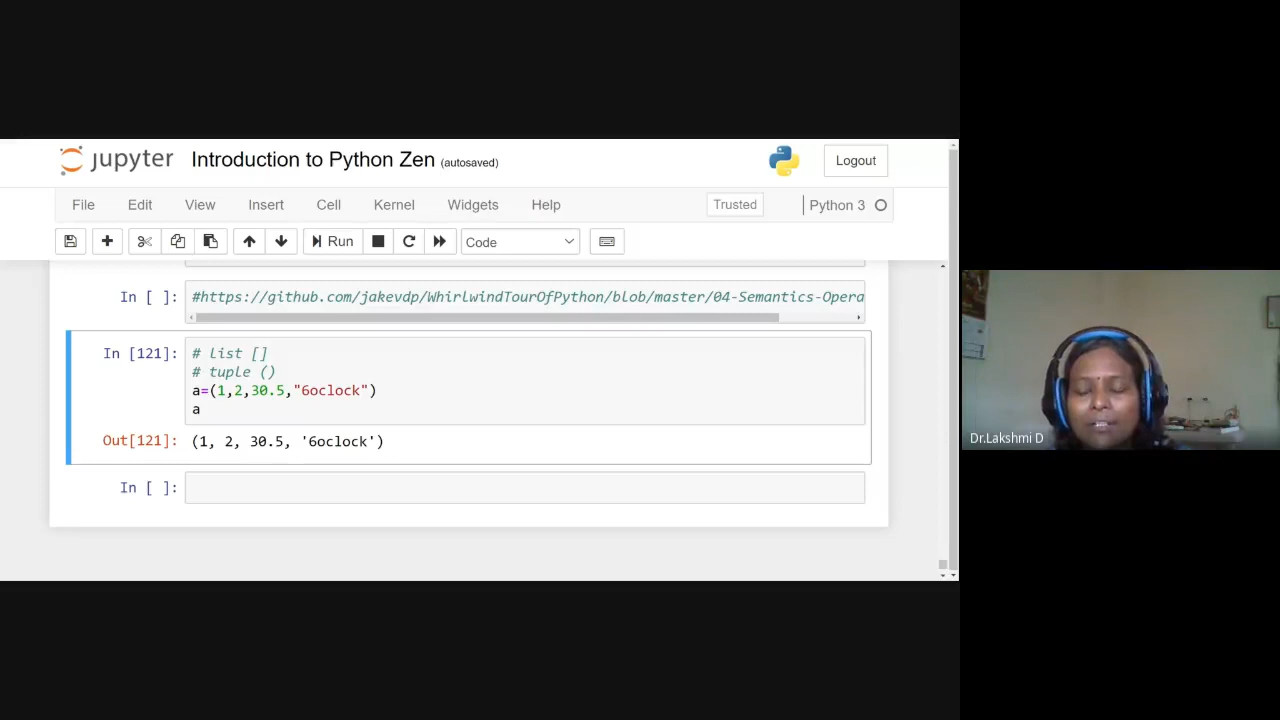 jupyter Introduction to Python Zen (autosaved) Logout
File Edit View Insert Cell Kernel Widgets Help Trusted Python 3
Run Code
In [ ]: #https://github.com/jakevdp/WhirlwindTourOfPython/blob/master/04-Semantics-Opera
In [121]: # list []
# tuple ()
a=(1,2,30.5,"6oclock")
a
Out[121]: (1, 2, 30.5, '6oclock')
In [ ]:
Dr.Lakshmi D